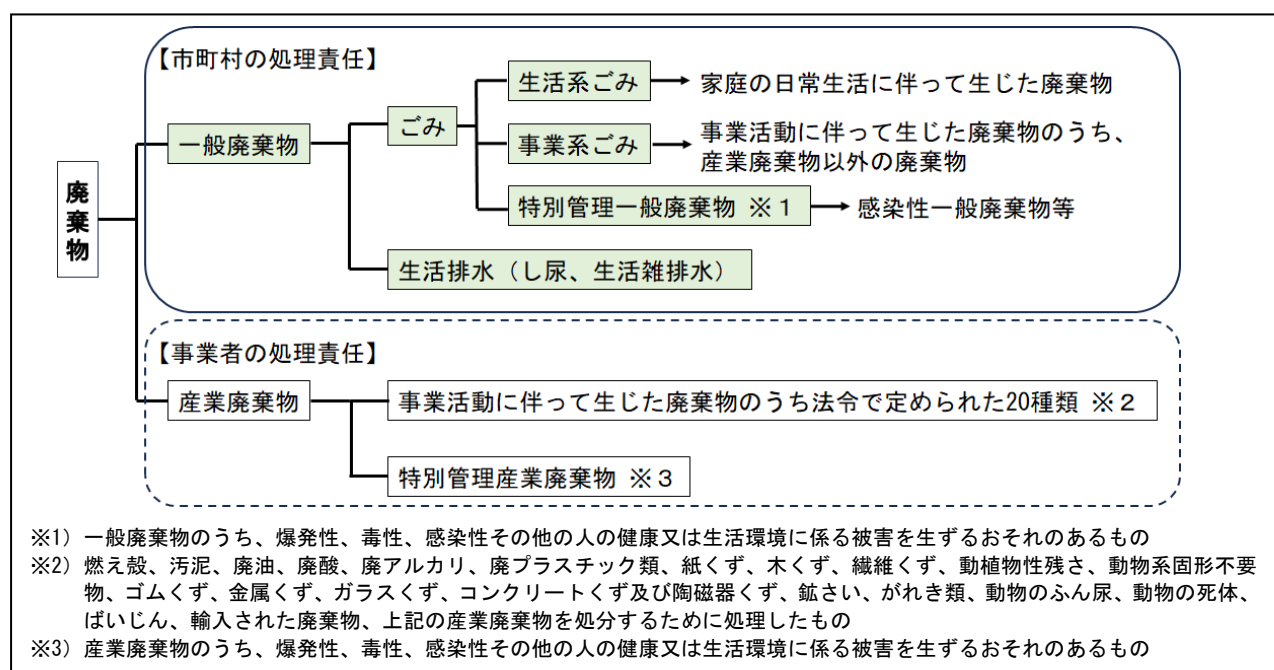 【市町村の処理責任】
生活系ごみ
家庭の日常生活に伴って生じた廃棄物
ごみ
一般廃棄物
事業系ごみ
事業活動に伴って生じた廃棄物のうち、
産業廃棄物以外の廃棄物
廃棄物
特別管理一般廃棄物 ※1
感染性一般廃棄物等
生活排水（し尿、生活雑排水）
【事業者の処理責任】
産業廃棄物
事業活動に伴って生じた廃棄物のうち法令で定められた20種類 ※2
特別管理産業廃棄物 ※3
※1）一般廃棄物のうち、爆発性、毒性、感染性その他の人の健康又は生活環境に係る被害を生ずるおそれのあるもの
※2）燃え殻、汚泥、廃油、廃酸、廃アルカリ、廃プラスチック類、紙くず、木くず、繊維くず、動植物性残さ、動物系固形不要
物、ゴムくず、金属くず、ガラスくず、コンクリートくず及び陶磁器くず、鉱さい、がれき類、動物のふん尿、動物の死体、
ばいじん、輸入された廃棄物、上記の産業廃棄物を処分するために処理したもの
※3）産業廃棄物のうち、爆発性、毒性、感染性その他の人の健康又は生活環境に係る被害を生ずるおそれのあるもの